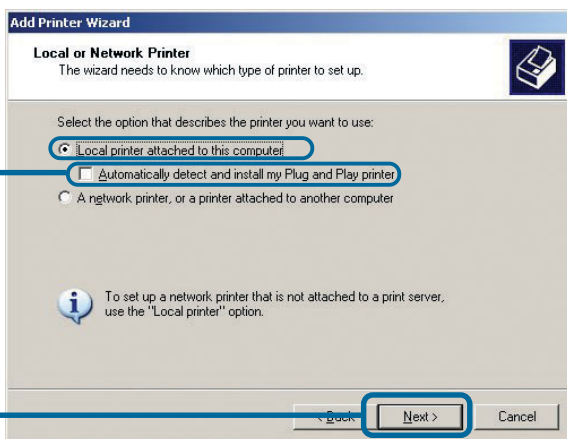 Add Printer Wizard
Local or Network Printer
The wizard needs to know which type of printer to set up.
Select the option that describes the printer you want to use:
Local printer attached to this computer
Automatically detect and install my Plug and Play printer
A network printer, or a printer attached to another computer
To set up a network printer that is not attached to a print server,
use the "Local printer" option.
< Back Next > Cancel